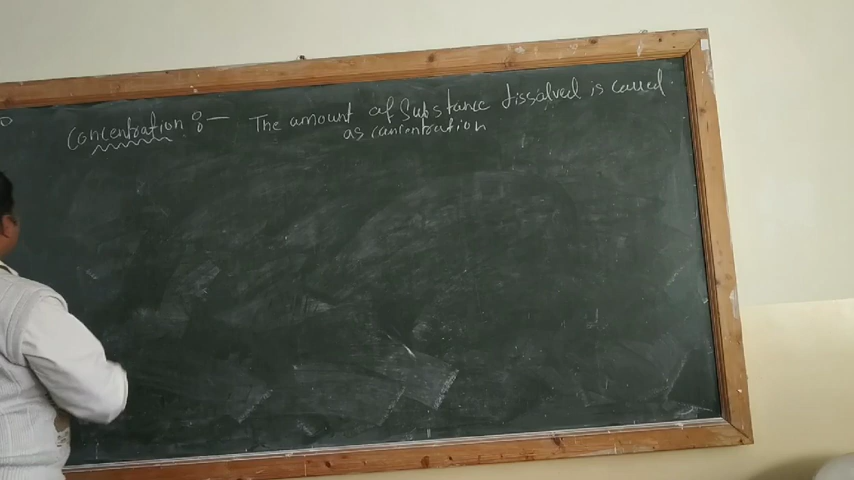 Concentration :- The amount of Substance dissolved is called
as concentration